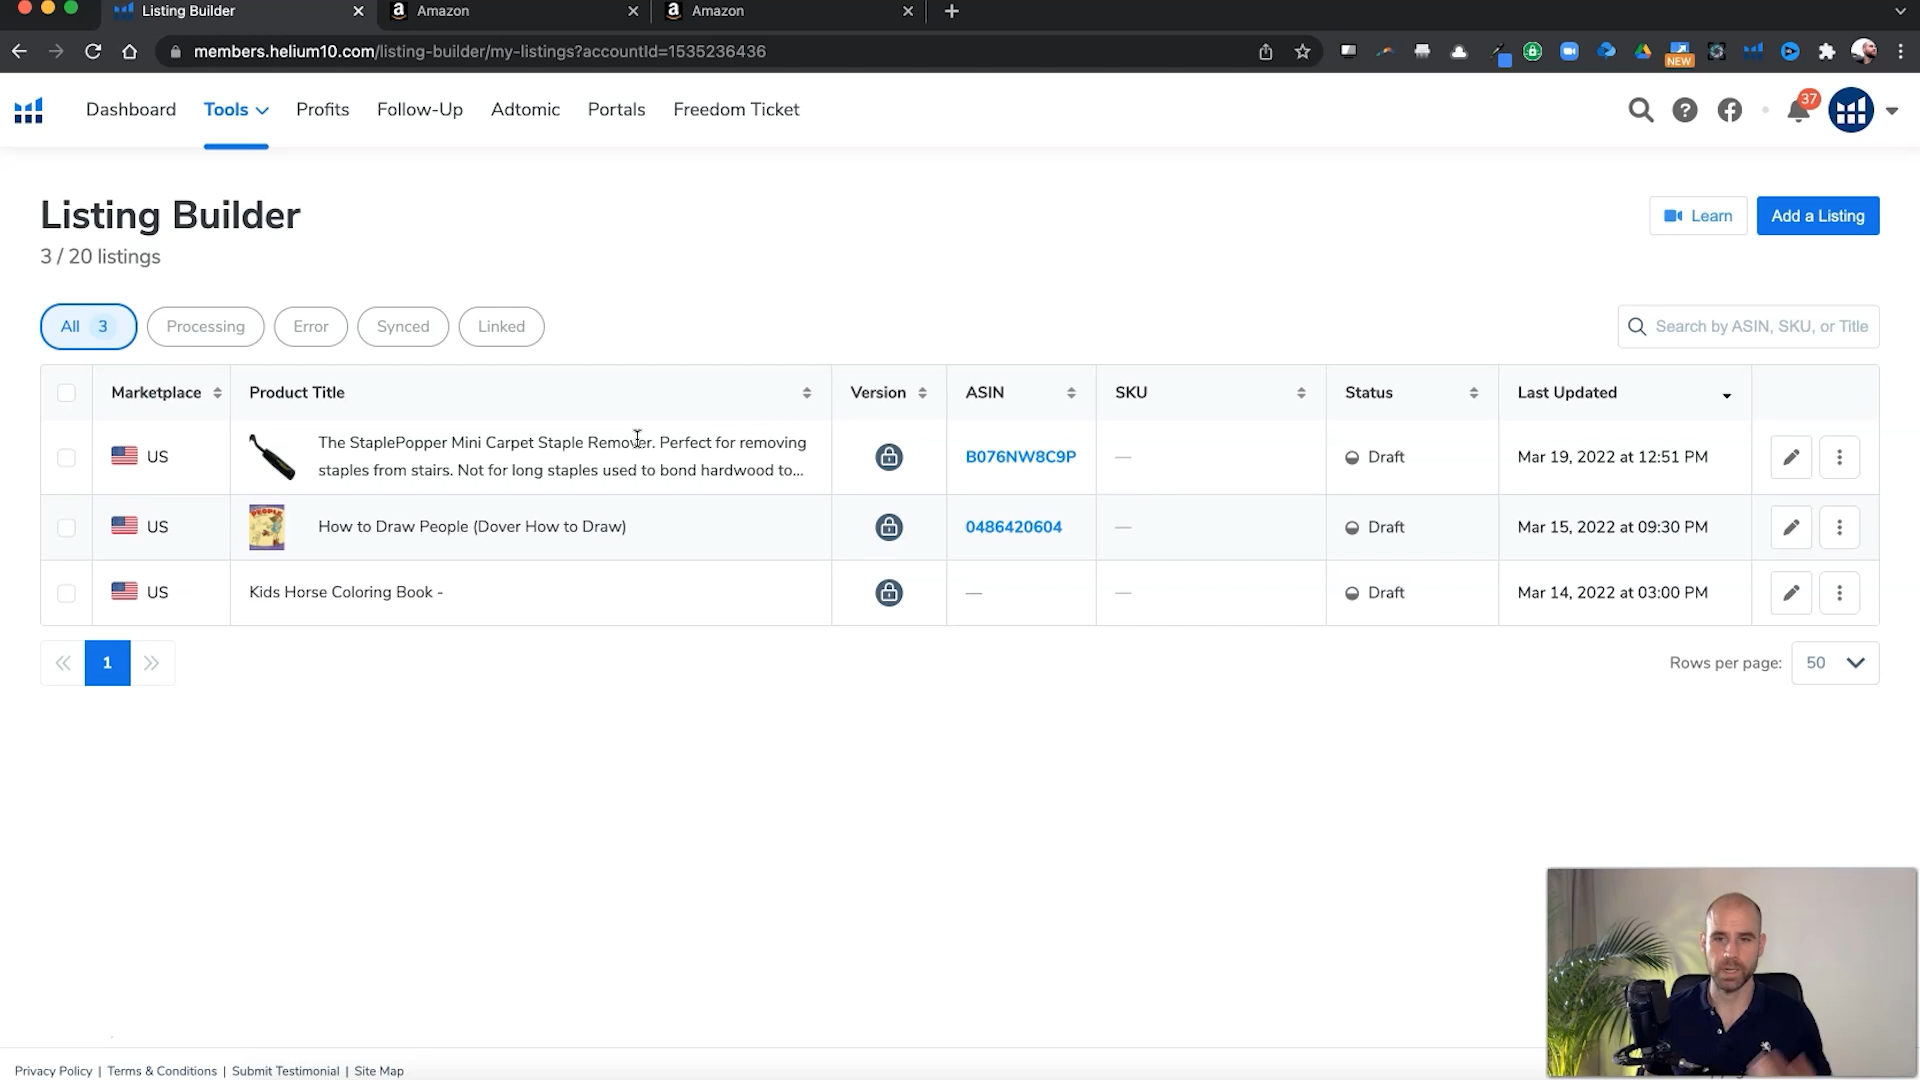 Listing Builder
Amazon
Amazon
members.helium10.com/listing-builder/my-listings?accountId=1535236436
NEW
Dashboard
Tools
Profits
Follow-Up
Adtomic
Portals
Freedom Ticket
37
Listing Builder
3 / 20 listings
Learn
Add a Listing
All 3
Processing
Error
Synced
Linked
Search by ASIN, SKU, or Title
Marketplace
Product Title
Version
ASIN
SKU
Status
Last Updated
US
The StaplePopper Mini Carpet Staple Remover. Perfect for removing
staples from stairs. Not for long staples used to bond hardwood to...
B076NW8C9P
—
Draft
Mar 19, 2022 at 12:51 PM
US
PEOPLE
How to Draw People (Dover How to Draw)
0486420604
—
Draft
Mar 15, 2022 at 09:30 PM
US
Kids Horse Coloring Book -
—
—
Draft
Mar 14, 2022 at 03:00 PM
1
Rows per page:
50
Privacy Policy | Terms & Conditions | Submit Testimonial | Site Map